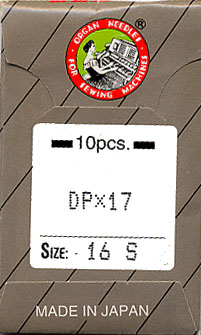 ORGAN NEEDLES
FOR SEWING MACHINES
®
10pcs.
DP×17
SIZE: 16 S
MADE IN JAPAN